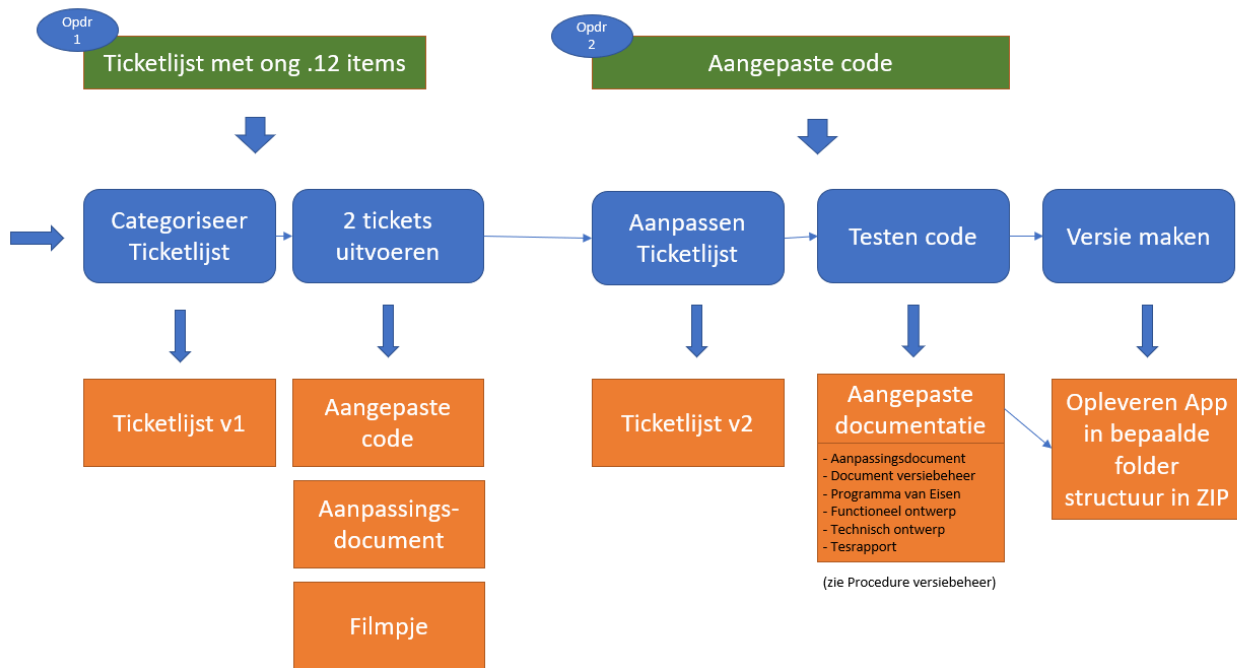 Opdr
1
Ticketlijst met ong .12 items
Opdr
2
Aangepaste code
Categoriseer
Ticketlijst
2 tickets
uitvoeren
Aanpassen
Ticketlijst
Testen code
Versie maken
Ticketlijst v1
Aangepaste
code
Aanpassings-
document
Filmpje
Ticketlijst v2
Aangepaste
documentatie
- Aanpassingsdocument
- Document versiebeheer
- Programma van Eisen
- Functioneel ontwerp
- Technisch ontwerp
- Tesrapport
(zie Procedure versiebeheer)
Opleveren App
in bepaalde
folder
structuur in ZIP